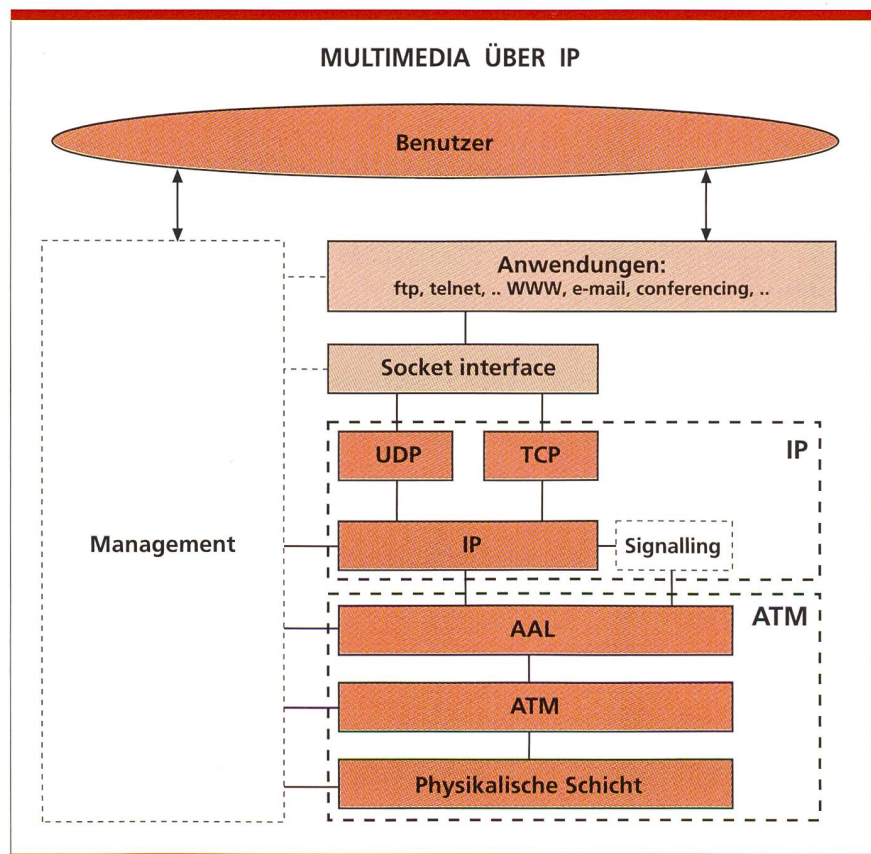 MULTIMEDIA ÜBER IP
Benutzer
Anwendungen:
ftp, telnet, .. WWW, e-mail, conferencing, ..
Socket interface
UDP
TCP
IP
Management
IP
Signalling
AAL
ATM
ATM
Physikalische Schicht